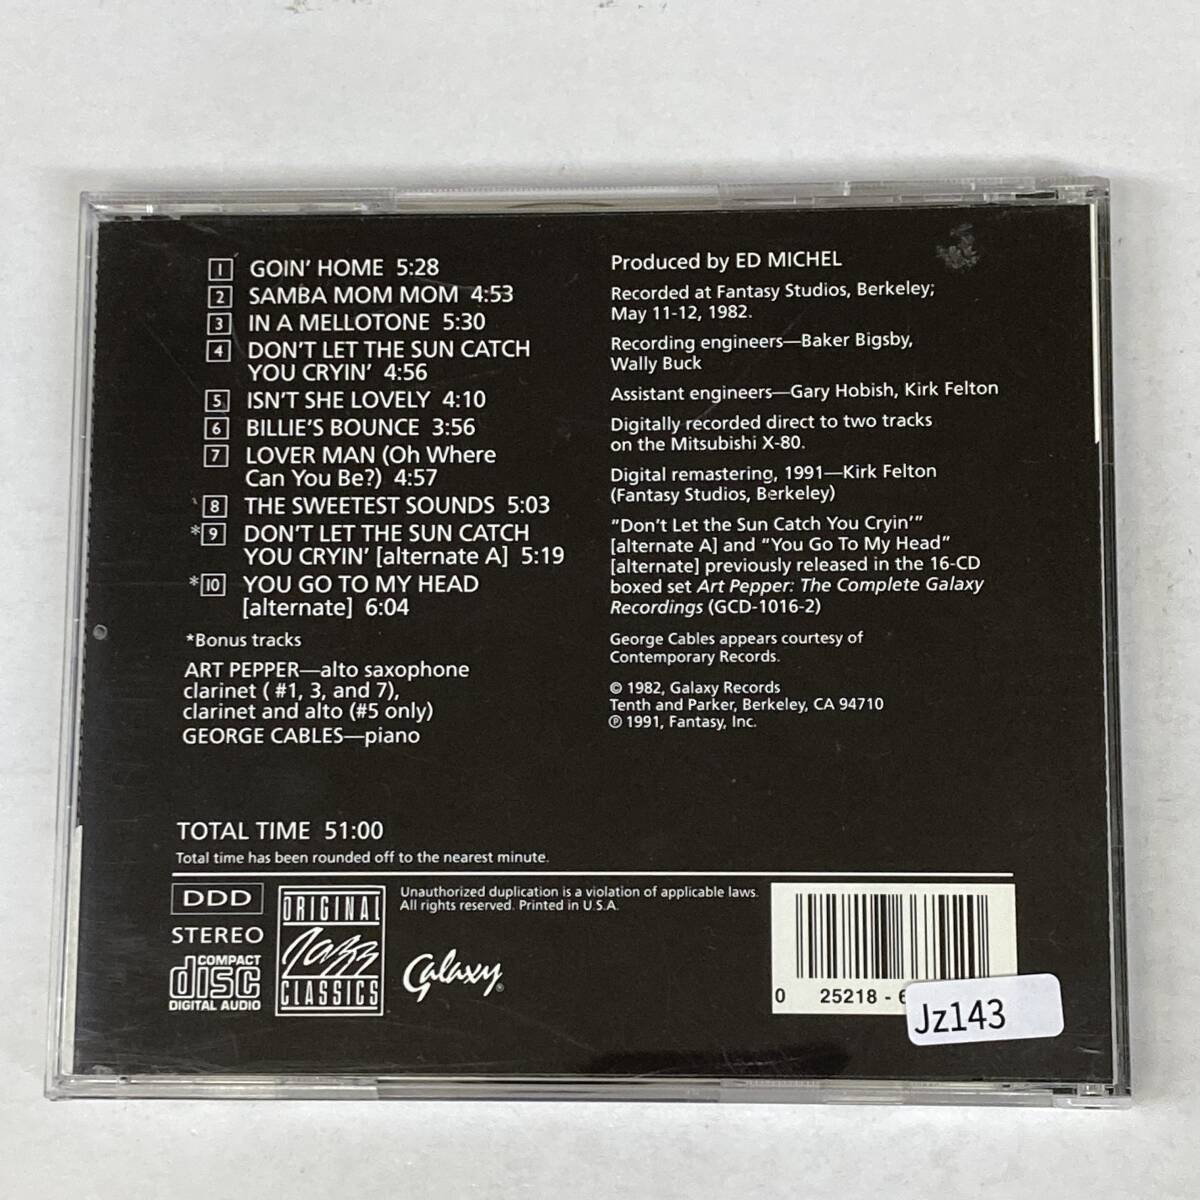 1 GOIN' HOME 5:28
2 SAMBA MOM MOM 4:53
3 IN A MELLOTONE 5:30
4 DON'T LET THE SUN CATCH
YOU CRYIN' 4:56
5 ISN'T SHE LOVELY 4:10
6 BILLIE'S BOUNCE 3:56
7 LOVER MAN (Oh Where
Can You Be?) 4:57
*8 THE SWEETEST SOUNDS 5:03
*9 DON'T LET THE SUN CATCH
YOU CRYIN' [alternate A] 5:19
*10 YOU GO TO MY HEAD
[alternate] 6:04
*Bonus tracks
ART PEPPER—alto saxophone
clarinet ( #1, 3, and 7),
clarinet and alto (#5 only)
GEORGE CABLES—piano
Produced by ED MICHEL
Recorded at Fantasy Studios, Berkeley;
May 11-12, 1982.
Recording engineers—Baker Bigsby,
Wally Buck
Assistant engineers—Gary Hobish, Kirk Felton
Digitally recorded direct to two tracks
on the Mitsubishi X-80.
Digital remastering, 1991—Kirk Felton
(Fantasy Studios, Berkeley)
"Don't Let the Sun Catch You Cryin'"
[alternate A] and "You Go To My Head"
[alternate] previously released in the 16-CD
boxed set Art Pepper: The Complete Galaxy
Recordings (GCD-1016-2)
George Cables appears courtesy of
Contemporary Records.
© 1982, Galaxy Records
Tenth and Parker, Berkeley, CA 94710
℗ 1991, Fantasy, Inc.
TOTAL TIME 51:00
Total time has been rounded off to the nearest minute.
DDD
STEREO
COMPACT
disc
DIGITAL AUDIO
ORIGINAL
Jazz
CLASSICS
Unauthorized duplication is a violation of applicable laws.
All rights reserved. Printed in U.S.A.
Galaxy®
0 25218 - 6
Jz143